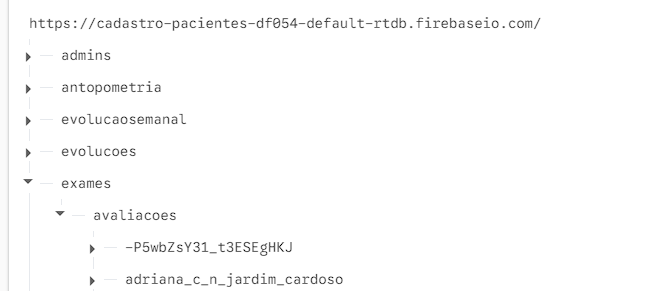 https://cadastro-pacientes-df054-default-rtdb.firebaseio.com/
admins
antopometria
evolucaosemanal
evolucoes
exames
avaliacoes
-P5wbZsY31_t3ESEgHKJ
adriana_c_n_jardim_cardoso